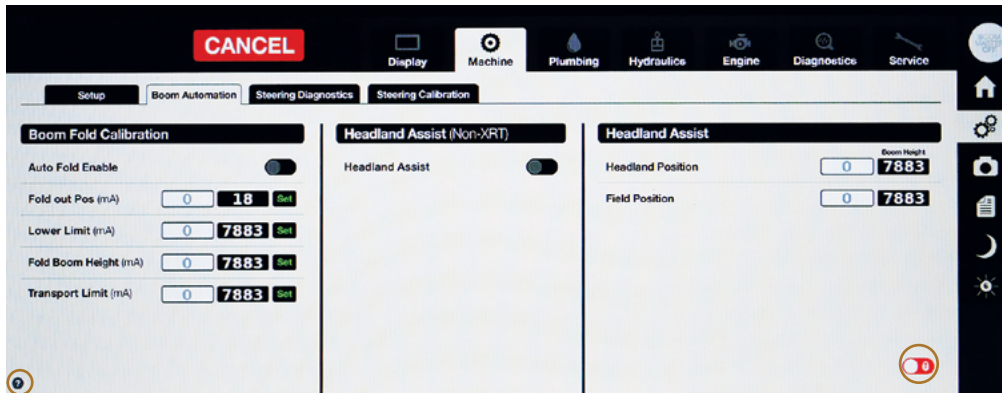 CANCEL
Display Machine Plumbing Hydraulics Engine Diagnostics Service
BOOM MASTER OFF
Setup Boom Automation Steering Diagnostics Steering Calibration
Boom Fold Calibration
Auto Fold Enable
Fold out Pos (mA) 0 18 Set
Lower Limit (mA) 0 7883 Set
Fold Boom Height (mA) 0 7883 Set
Transport Limit (mA) 0 7883 Set
Headland Assist (Non-XRT)
Headland Assist
Headland Assist
Boom Height
Headland Position 0 7883
Field Position 0 7883
?